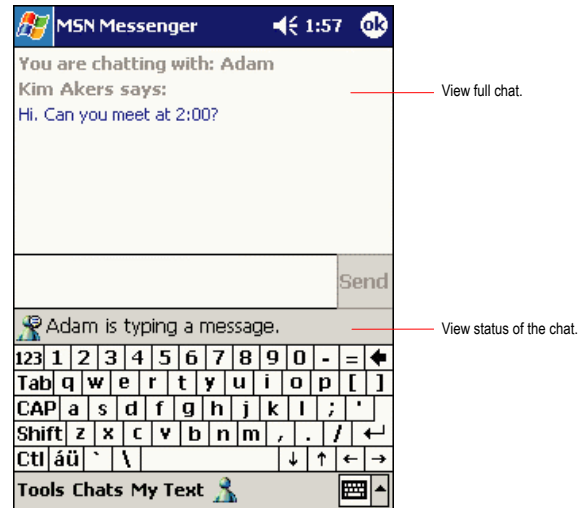 MSN Messenger 1:57 ok
You are chatting with: Adam
Kim Akers says:
Hi. Can you meet at 2:00?
View full chat.
Send
Adam is typing a message.
View status of the chat.
123 1 2 3 4 5 6 7 8 9 0 - =
Tab q w e r t y u i o p [ ]
CAP a s d f g h j k l ; '
Shift z x c v b n m , . /
Ctl áü ` \ ↓ ↑ ← →
Tools Chats My Text